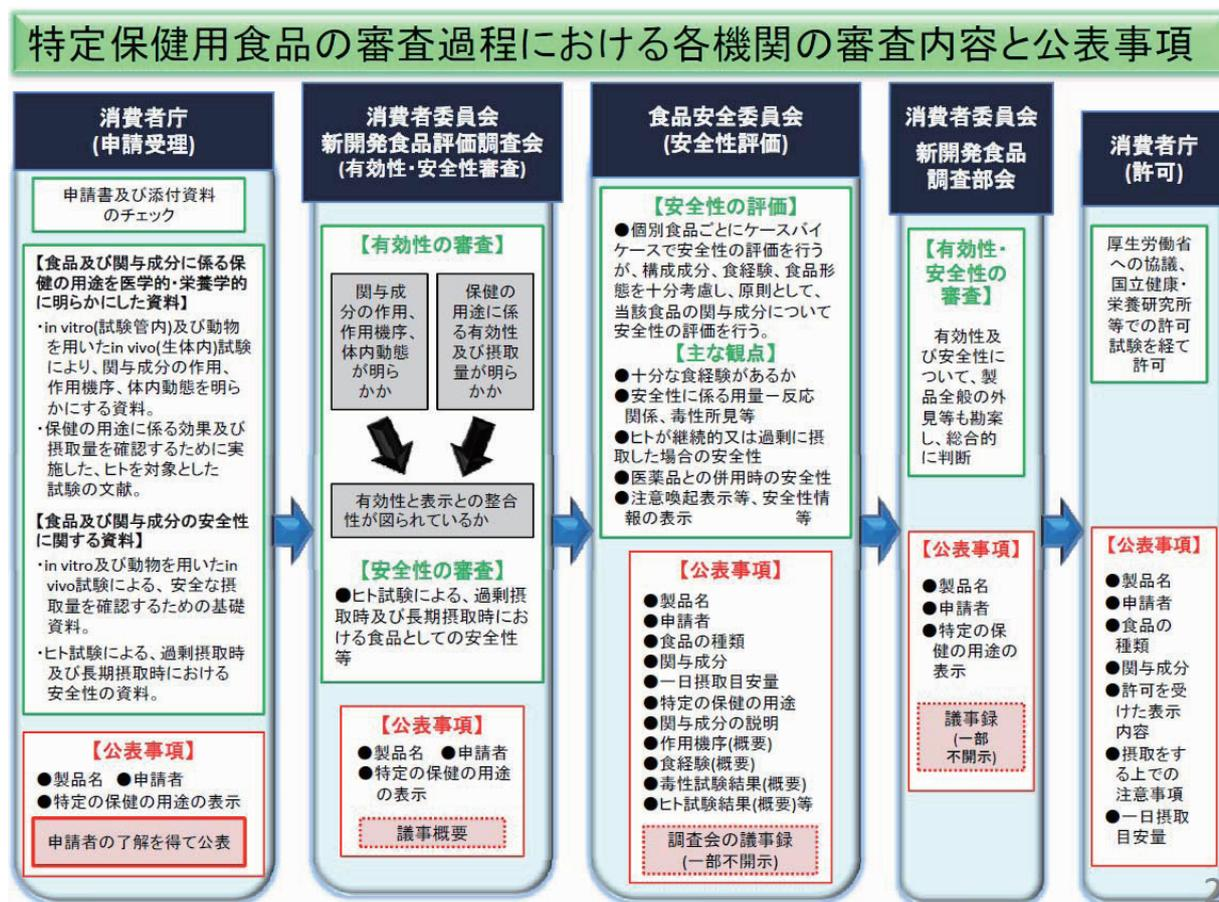 特定保健用食品の審査過程における各機関の審査内容と公表事項
消費者庁
(申請受理)
申請書及び添付資料
のチェック
【食品及び関与成分に係る保
健の用途を医学的・栄養学的
に明らかにした資料】
・in vitro(試験管内)及び動物
を用いたin vivo(生体内)試験
により、関与成分の作用、
作用機序、体内動態を明ら
かにする資料。
・保健の用途に係る効果及び
摂取量を確認するために実
施した、ヒトを対象とした
試験の文献。
【食品及び関与成分の安全性
に関する資料】
・in vitro及び動物を用いたin
vivo試験による、安全な摂
取量を確認するための基礎
資料。
・ヒト試験による、過剰摂取時
及び長期摂取時における
安全性の資料。
【公表事項】
●製品名 ●申請者
●特定の保健の用途の表示
申請者の了解を得て公表
消費者委員会
新開発食品評価調査会
(有効性・安全性審査)
【有効性の審査】
関与成
分の作用、
作用機序、
体内動態
が明ら
かか
保健の
用途に係
る有効性
及び摂取
量が明ら
かか
有効性と表示との整合
性が図られているか
【安全性の審査】
●ヒト試験による、過剰摂
取時及び長期摂取時にお
ける食品としての安全性
等
【公表事項】
●製品名 ●申請者
●特定の保健の用途
の表示
議事概要
食品安全委員会
(安全性評価)
【安全性の評価】
●個別食品ごとにケースバイ
ケースで安全性の評価を行う
が、構成成分、食経験、食品形
態を十分考慮し、原則として、
当該食品の関与成分について
安全性の評価を行う。
【主な観点】
●十分な食経験があるか
●安全性に係る用量－反応
関係、毒性所見等
●ヒトが継続的又は過剰に摂
取した場合の安全性
●医薬品との併用時の安全性
●注意喚起表示等、安全性情
報の表示 等
【公表事項】
●製品名
●申請者
●食品の種類
●関与成分
●一日摂取目安量
●特定の保健の用途
●関与成分の説明
●作用機序(概要)
●食経験(概要)
●毒性試験結果(概要)
●ヒト試験結果(概要)等
調査会の議事録
(一部不開示)
消費者委員会
新開発食品
調査部会
【有効性・
安全性の
審査】
有効性及
び安全性に
ついて、製
品全般の外
見等も勘案
し、総合的
に判断
【公表事項】
●製品名
●申請者
●特定の保
健の用途の
表示
議事録
(一部
不開示)
消費者庁
(許可)
厚生労働省
への協議、
国立健康・
栄養研究所
等での許可
試験を経て
許可
【公表事項】
●製品名
●申請者
●食品の
種類
●関与成分
●許可を受
けた表示
内容
●摂取をす
る上での
注意事項
●一日摂取
目安量
2